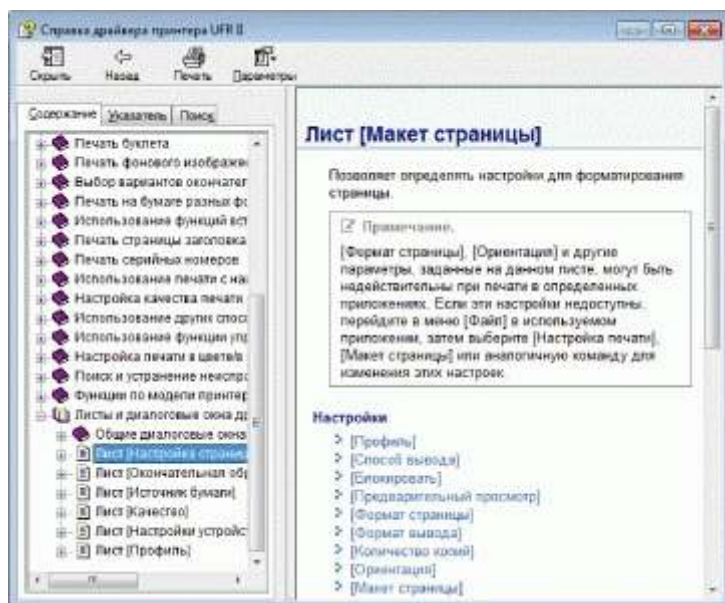 Справка драйвера принтера UFR II
Скрыть
Назад
Печать
Параметры
Содержание
Указатель
Поиск
Печать буклета
Печать фонового изображен
Выбор вариантов окончател
Печать на бумаге разных фо
Использование функций вст
Печать страницы заголовка
Печать серийных номеров
Использование печати с наи
Настройка качества печати
Использование других спосо
Использование функции упр
Настройка печати в цвете/в
Поиск и устранение неиспра
Функции по модели принтер
Листы и диалоговые окна др
Общие диалоговые окна
Лист [Настройка страниц
Лист [Окончательная обр
Лист [Источник бумаги]
Лист [Качество]
Лист [Настройки устройс
Лист [Профиль]
Лист [Макет страницы]
Позволяет определять настройки для форматирования
страницы.
Примечание.
[Формат страницы], [Ориентация] и другие
параметры, заданные на данном листе, могут быть
недействительны при печати в определенных
приложениях. Если эти настройки недоступны,
перейдите в меню [Файл] в используемом
приложении, затем выберите [Настройка печати],
[Макет страницы] или аналогичную команду для
изменения этих настроек.
Настройки
[Профиль]
[Способ вывода]
[Блокировать]
[Предварительный просмотр]
[Формат страницы]
[Формат вывода]
[Количество копий]
[Ориентация]
[Макет страницы]